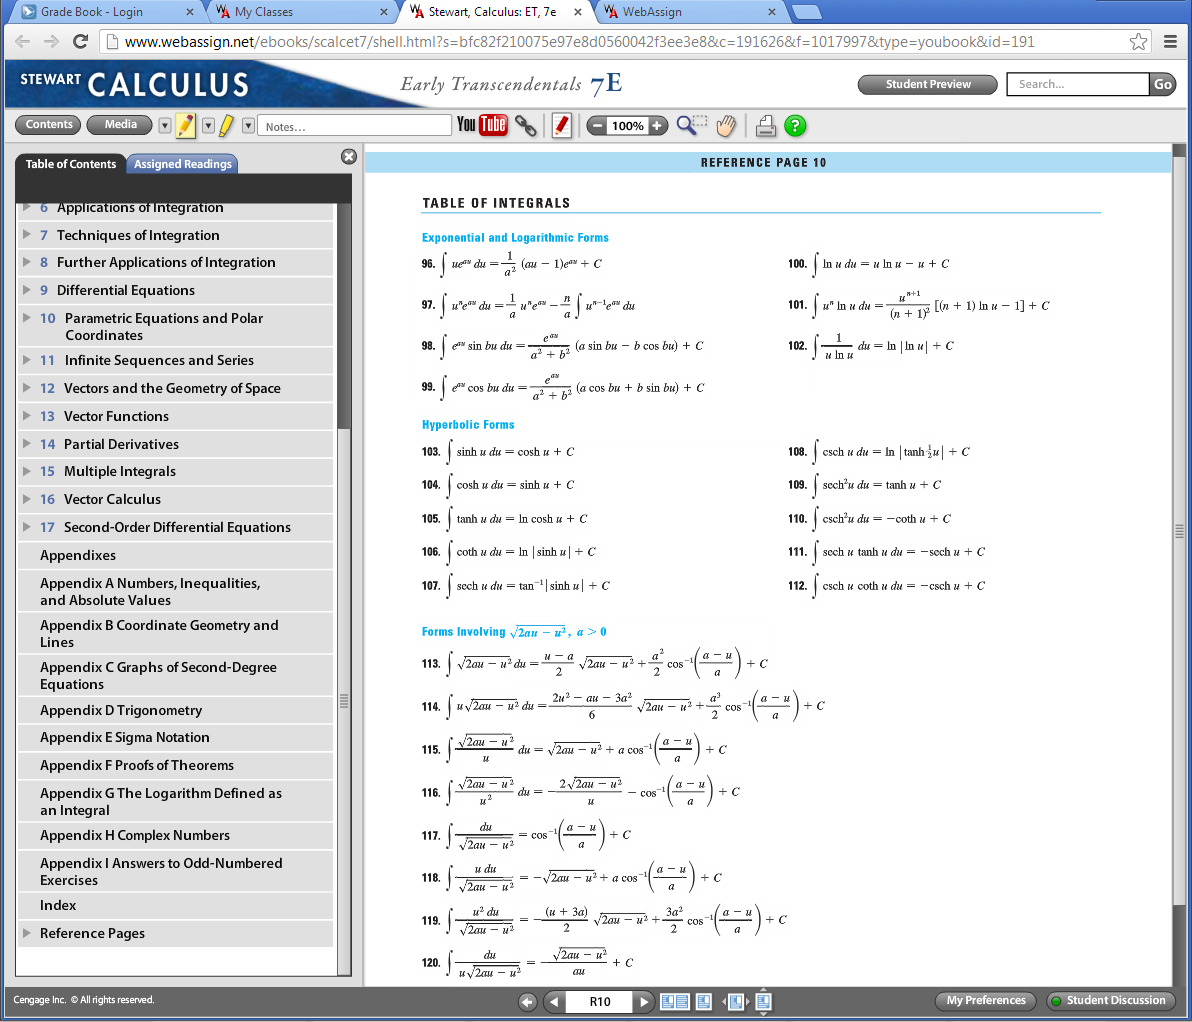 Grade Book - Login
My Classes
Stewart, Calculus: ET, 7e
WebAssign
www.webassign.net/ebooks/scalcet7/shell.html?s=bfc82f210075e97e8d0560042f3ee3e8&c=191626&f=1017997&type=youbook&id=191
STEWART CALCULUS
Early Transcendentals 7E
Student Preview
Search...
Go
Contents
Media
Notes...
You Tube
100%
Table of Contents
Assigned Readings
6 Applications of Integration
7 Techniques of Integration
8 Further Applications of Integration
9 Differential Equations
10 Parametric Equations and Polar
Coordinates
11 Infinite Sequences and Series
12 Vectors and the Geometry of Space
13 Vector Functions
14 Partial Derivatives
15 Multiple Integrals
16 Vector Calculus
17 Second-Order Differential Equations
Appendixes
Appendix A Numbers, Inequalities,
and Absolute Values
Appendix B Coordinate Geometry and
Lines
Appendix C Graphs of Second-Degree
Equations
Appendix D Trigonometry
Appendix E Sigma Notation
Appendix F Proofs of Theorems
Appendix G The Logarithm Defined as
an Integral
Appendix H Complex Numbers
Appendix I Answers to Odd-Numbered
Exercises
Index
Reference Pages
REFERENCE PAGE 10
TABLE OF INTEGRALS
Exponential and Logarithmic Forms
96. ∫ ue^{au} du = 1/a² (au − 1)e^{au} + C
97. ∫ uⁿe^{au} du = 1/a uⁿe^{au} − n/a ∫ u^{n−1}e^{au} du
98. ∫ e^{au} sin bu du = e^{au}/(a² + b²) (a sin bu − b cos bu) + C
99. ∫ e^{au} cos bu du = e^{au}/(a² + b²) (a cos bu + b sin bu) + C
100. ∫ ln u du = u ln u − u + C
101. ∫ uⁿ ln u du = u^{n+1}/(n + 1)² [(n + 1) ln u − 1] + C
102. ∫ 1/(u ln u) du = ln |ln u| + C
Hyperbolic Forms
103. ∫ sinh u du = cosh u + C
104. ∫ cosh u du = sinh u + C
105. ∫ tanh u du = ln cosh u + C
106. ∫ coth u du = ln |sinh u| + C
107. ∫ sech u du = tan⁻¹|sinh u| + C
108. ∫ csch u du = ln |tanh ½u| + C
109. ∫ sech²u du = tanh u + C
110. ∫ csch²u du = −coth u + C
111. ∫ sech u tanh u du = −sech u + C
112. ∫ csch u coth u du = −csch u + C
Forms Involving √(2au − u²), a > 0
113. ∫ √(2au − u²) du = (u − a)/2 √(2au − u²) + a²/2 cos⁻¹((a − u)/a) + C
114. ∫ u√(2au − u²) du = (2u² − au − 3a²)/6 √(2au − u²) + a³/2 cos⁻¹((a − u)/a) + C
115. ∫ √(2au − u²)/u du = √(2au − u²) + a cos⁻¹((a − u)/a) + C
116. ∫ √(2au − u²)/u² du = − 2√(2au − u²)/u − cos⁻¹((a − u)/a) + C
117. ∫ du/√(2au − u²) = cos⁻¹((a − u)/a) + C
118. ∫ u du/√(2au − u²) = −√(2au − u²) + a cos⁻¹((a − u)/a) + C
119. ∫ u² du/√(2au − u²) = − (u + 3a)/2 √(2au − u²) + 3a²/2 cos⁻¹((a − u)/a) + C
120. ∫ du/(u√(2au − u²)) = − √(2au − u²)/au + C
Cengage Inc. © All rights reserved.
R10
My Preferences
Student Discussion